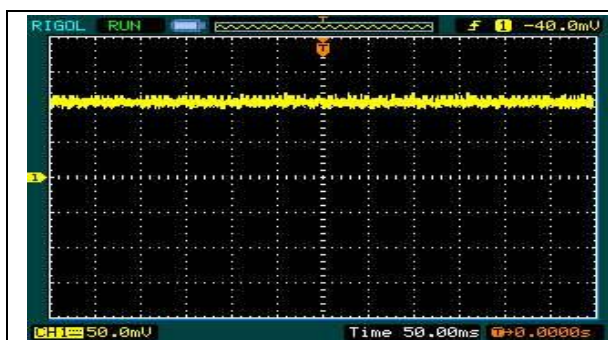 RIGOL RUN T ƒ 1 -40.0mV
T
1
CH1 50.0mV Time 50.00ms T→0.0000s